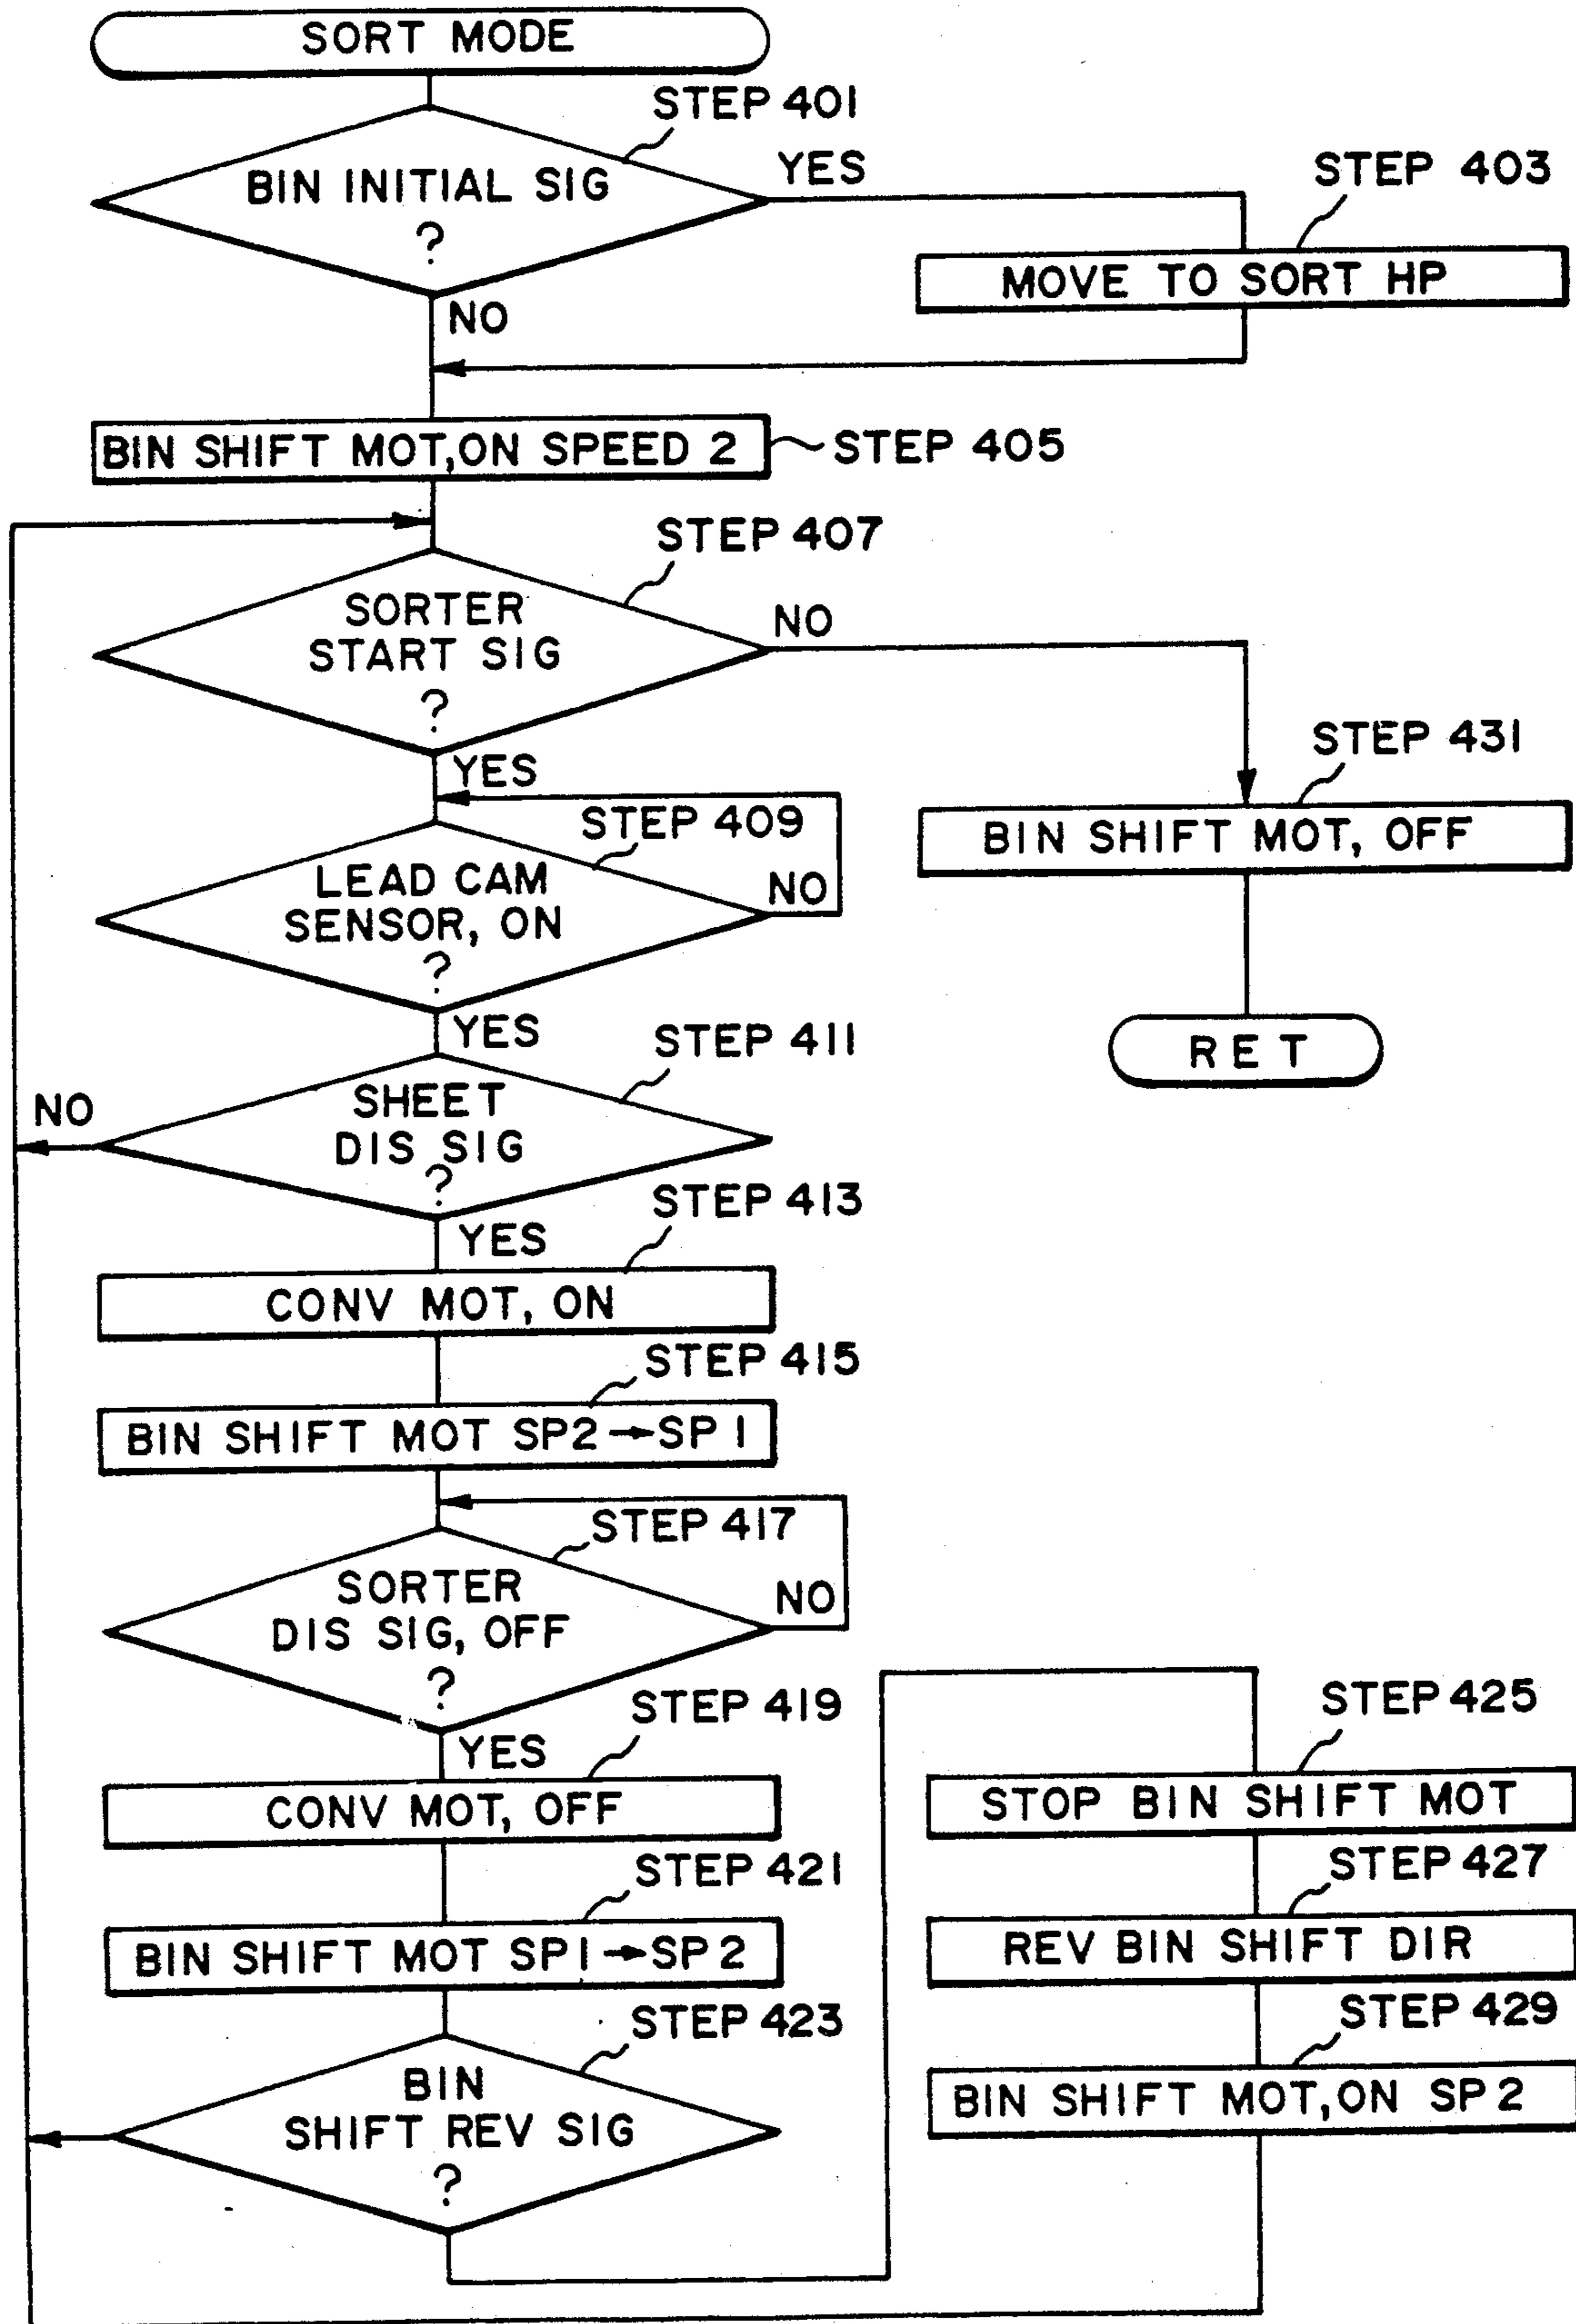 SORT MODE
STEP 401
BIN INITIAL SIG
?
YES
NO
STEP 403
MOVE TO SORT HP
BIN SHIFT MOT,ON SPEED 2
STEP 405
STEP 407
SORTER
START SIG
?
NO
YES
STEP 431
BIN SHIFT MOT, OFF
RET
STEP 409
LEAD CAM
SENSOR, ON
?
NO
YES
STEP 411
SHEET
DIS SIG
?
NO
YES
STEP 413
CONV MOT, ON
STEP 415
BIN SHIFT MOT SP2→SP1
STEP 417
SORTER
DIS SIG, OFF
?
NO
YES
STEP 419
CONV MOT, OFF
STEP 421
BIN SHIFT MOT SP1→SP2
STEP 423
BIN
SHIFT REV SIG
?
STEP 425
STOP BIN SHIFT MOT
STEP 427
REV BIN SHIFT DIR
STEP 429
BIN SHIFT MOT,ON SP2